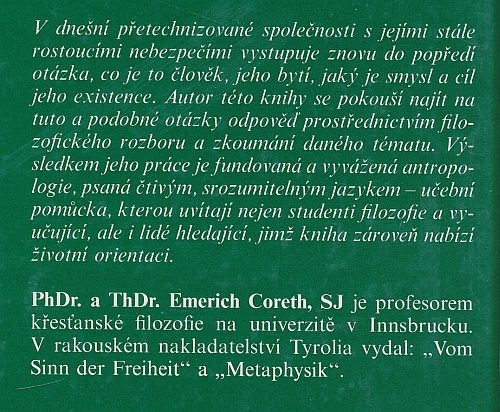 V dnešní přetechnizované společnosti s jejími stále
rostoucími nebezpečími vystupuje znovu do popředí
otázka, co je to člověk, jeho bytí, jaký je smysl a cíl
jeho existence. Autor této knihy se pokouší najít na
tuto a podobné otázky odpověď prostřednictvím filo-
zofického rozboru a zkoumání daného tématu. Vý-
sledkem jeho práce je fundovaná a vyvážená antropo-
logie, psaná čtivým, srozumitelným jazykem – učební
pomůcka, kterou uvítají nejen studenti filozofie a vy-
učující, ale i lidé hledající, jimž kniha zároveň nabízí
životní orientaci.
PhDr. a ThDr. Emerich Coreth, SJ je profesorem
křesťanské filozofie na univerzitě v Innsbrucku.
V rakouském nakladatelství Tyrolia vydal: „Vom
Sinn der Freiheit“ a „Metaphysik“.